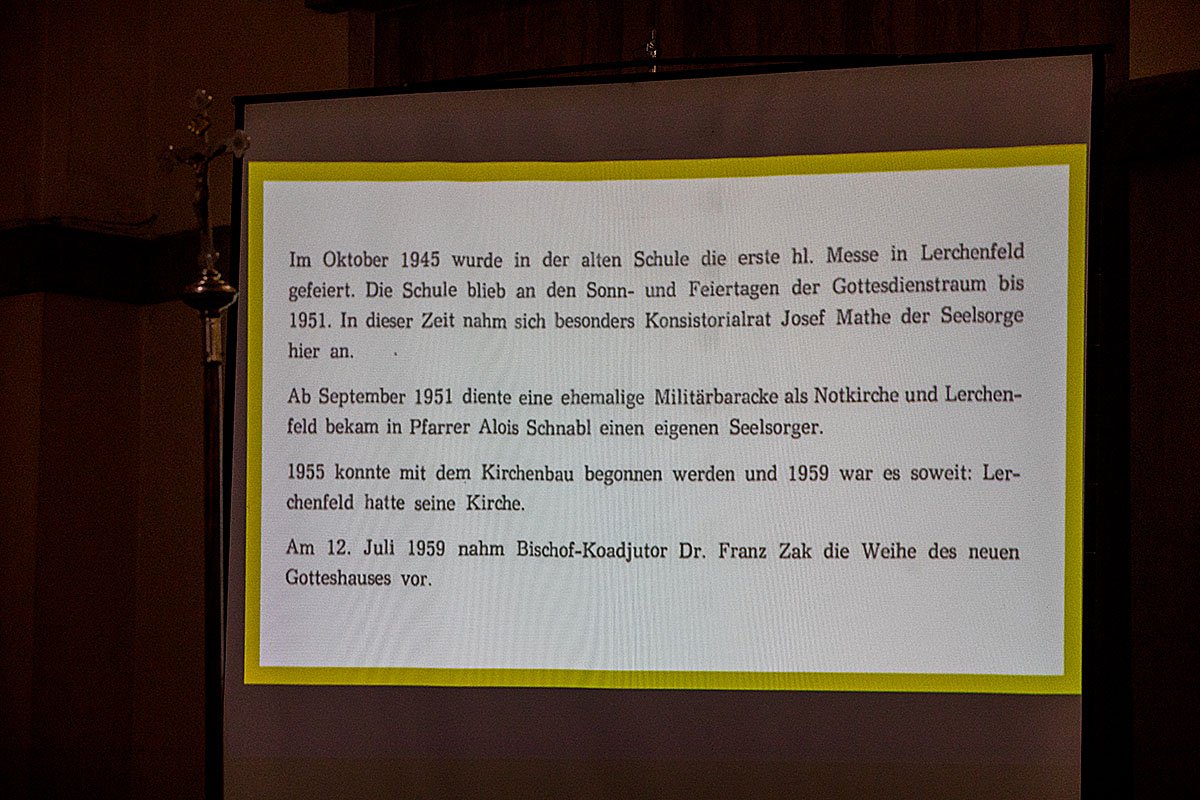 Im Oktober 1945 wurde in der alten Schule die erste hl. Messe in Lerchenfeld
gefeiert. Die Schule blieb an den Sonn- und Feiertagen der Gottesdienstraum bis
1951. In dieser Zeit nahm sich besonders Konsistorialrat Josef Mathe der Seelsorge
hier an.
Ab September 1951 diente eine ehemalige Militärbaracke als Notkirche und Lerchen-
feld bekam in Pfarrer Alois Schnabl einen eigenen Seelsorger.
1955 konnte mit dem Kirchenbau begonnen werden und 1959 war es soweit: Ler-
chenfeld hatte seine Kirche.
Am 12. Juli 1959 nahm Bischof-Koadjutor Dr. Franz Zak die Weihe des neuen
Gotteshauses vor.